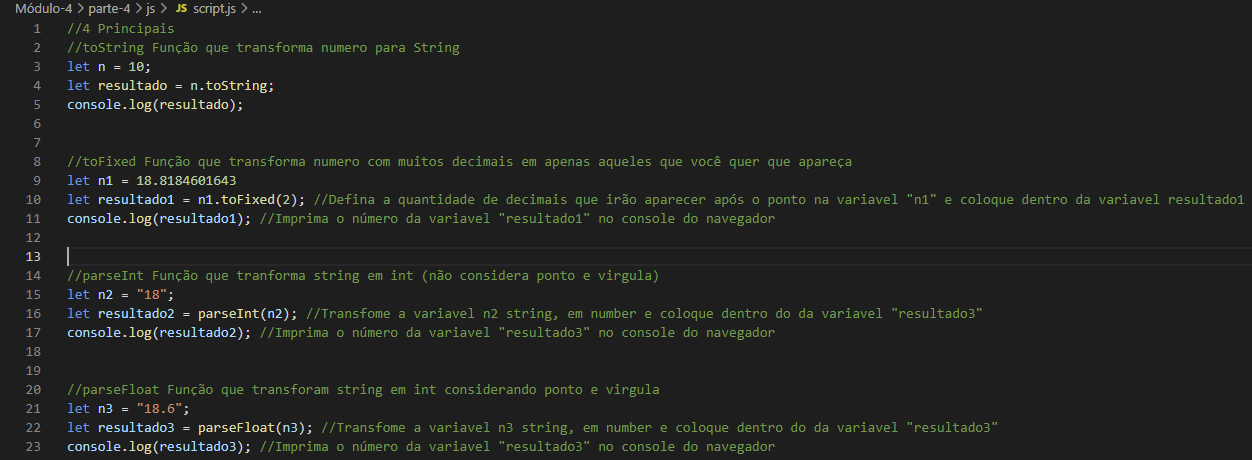 Módulo-4 > parte-4 > js > JS script.js > ...
1 //4 Principais
2 //toString Função que transforma numero para String
3 let n = 10;
4 let resultado = n.toString;
5 console.log(resultado);
6
7
8 //toFixed Função que transforma numero com muitos decimais em apenas aqueles que você quer que apareça
9 let n1 = 18.8184601643
10 let resultado1 = n1.toFixed(2); //Defina a quantidade de decimais que irão aparecer após o ponto na variavel "n1" e coloque dentro da variavel resultado1
11 console.log(resultado1); //Imprima o número da variavel "resultado1" no console do navegador
12
13
14 //parseInt Função que tranforma string em int (não considera ponto e virgula)
15 let n2 = "18";
16 let resultado2 = parseInt(n2); //Transfome a variavel n2 string, em number e coloque dentro do da variavel "resultado3"
17 console.log(resultado2); //Imprima o número da variavel "resultado3" no console do navegador
18
19
20 //parseFloat Função que transforam string em int considerando ponto e virgula
21 let n3 = "18.6";
22 let resultado3 = parseFloat(n3); //Transfome a variavel n3 string, em number e coloque dentro do da variavel "resultado3"
23 console.log(resultado3); //Imprima o número da variavel "resultado3" no console do navegador